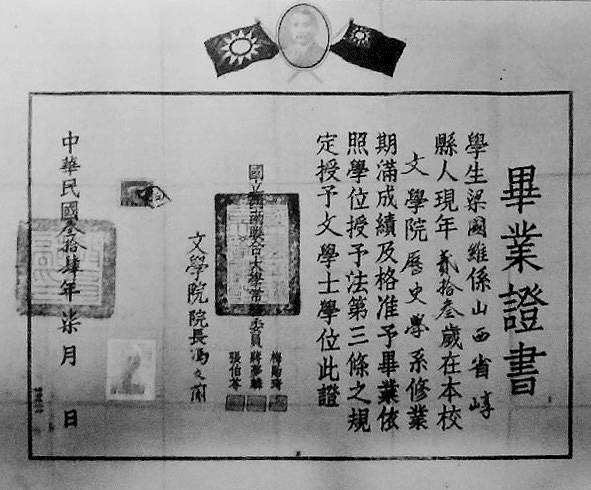 畢業證書
學生梁國維係山西省崞
縣人現年貳拾叁歲在本校
文學院歷史學系修業
期滿成績及格准予畢業依
照學位授予法第三條之規
定授予文學士學位此證
國立西南聯合大學常務委員
梅貽琦
蔣夢麟
張伯苓
文學院院長馮友蘭
中華民國叁拾肆年柒月 日